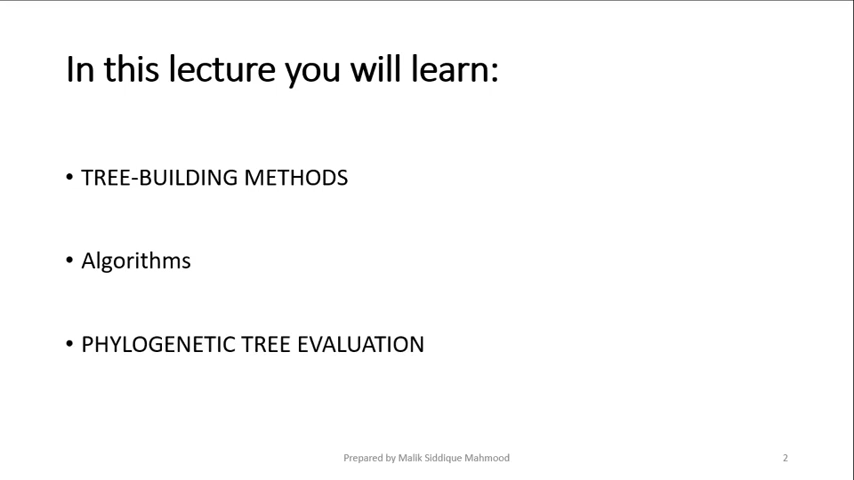 In this lecture you will learn:
• TREE-BUILDING METHODS
• Algorithms
• PHYLOGENETIC TREE EVALUATION
Prepared by Malik Siddique Mahmood
2